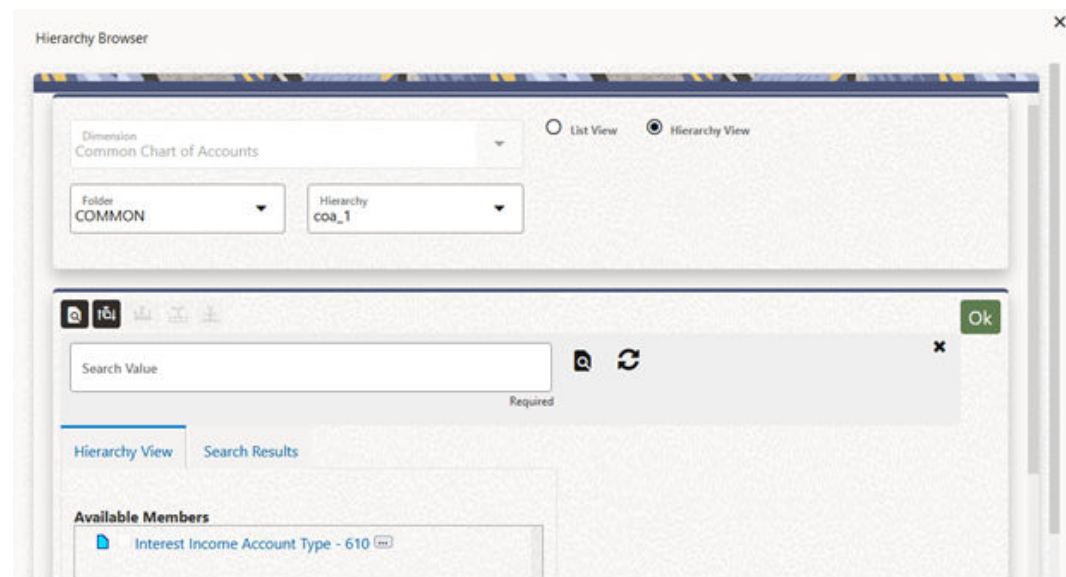 Hierarchy Browser
Dimension
Common Chart of Accounts
List View
Hierarchy View
Folder
COMMON
Hierarchy
coa_1
Ok
Search Value
Required
Hierarchy View
Search Results
Available Members
Interest Income Account Type - 610